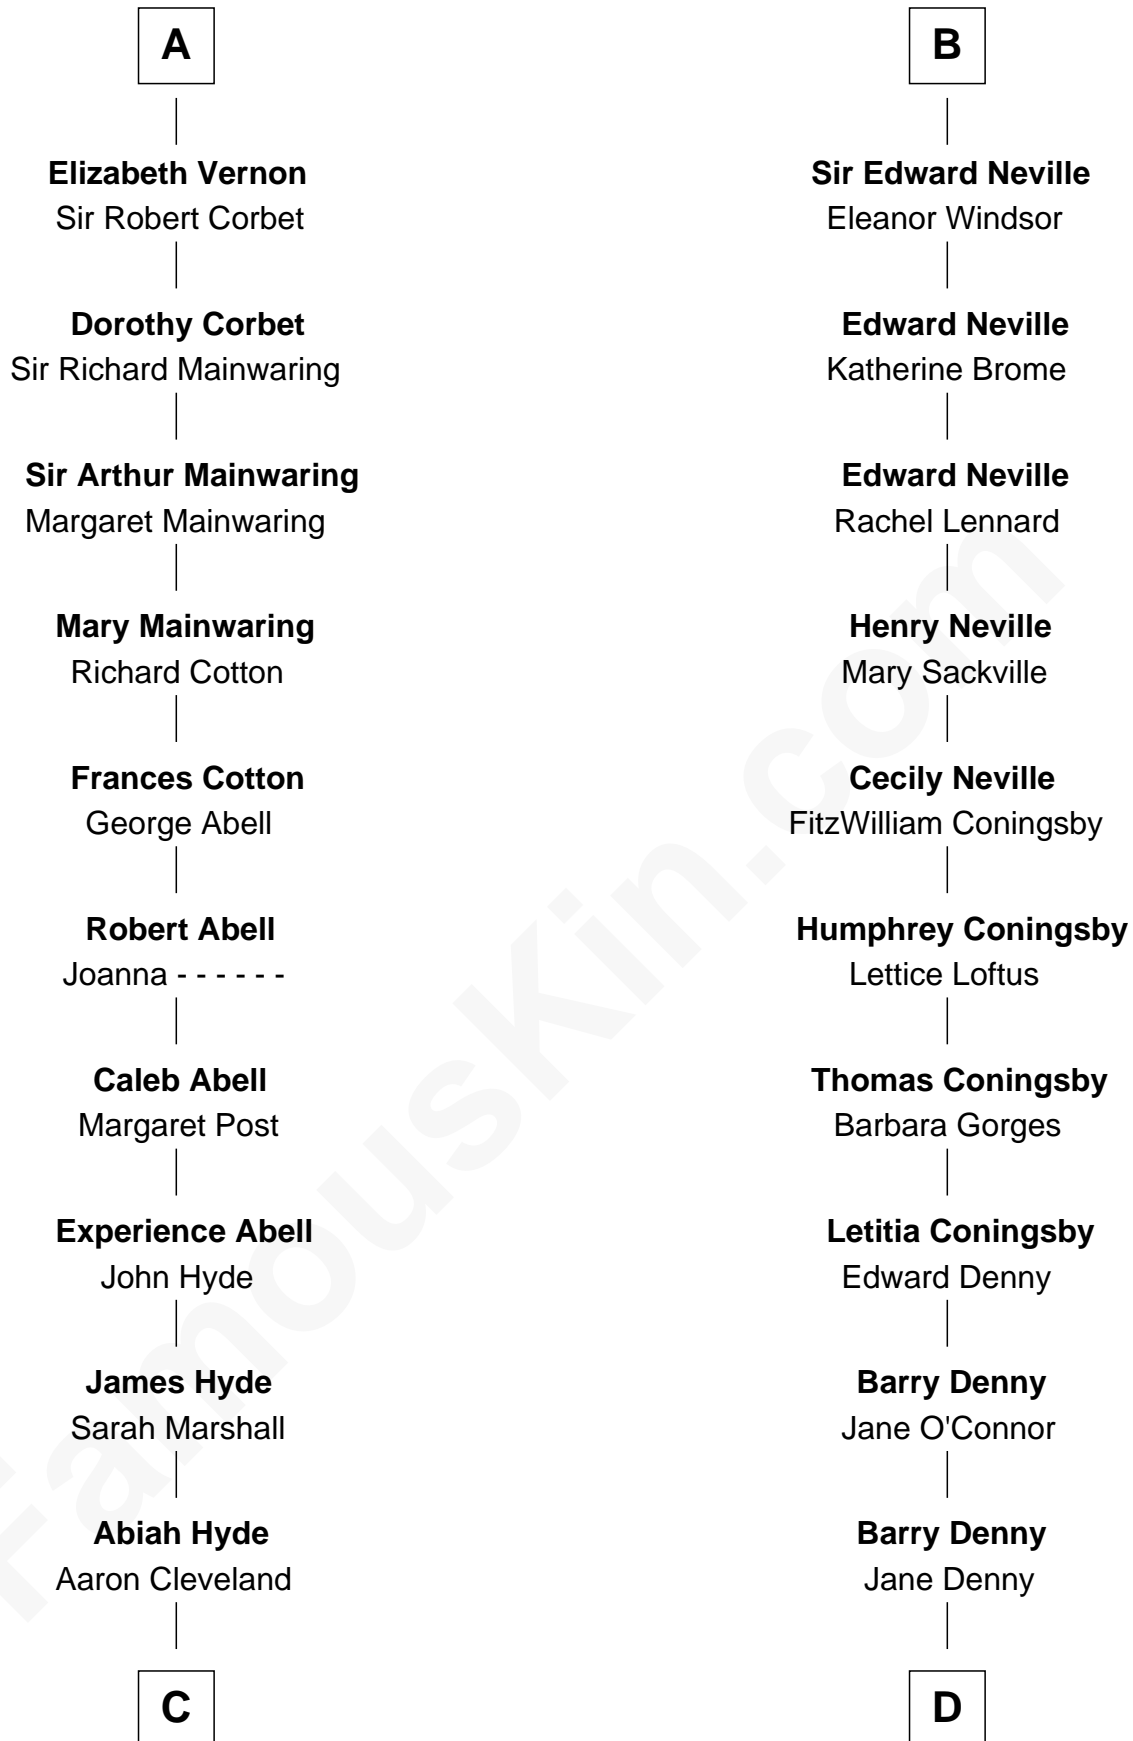 A
Elizabeth Vernon
Sir Robert Corbet
Dorothy Corbet
Sir Richard Mainwaring
Sir Arthur Mainwaring
Margaret Mainwaring
Mary Mainwaring
Richard Cotton
Frances Cotton
George Abell
Robert Abell
Joanna - - - - - -
Caleb Abell
Margaret Post
Experience Abell
John Hyde
James Hyde
Sarah Marshall
Abiah Hyde
Aaron Cleveland
C
B
Sir Edward Neville
Eleanor Windsor
Edward Neville
Katherine Brome
Edward Neville
Rachel Lennard
Henry Neville
Mary Sackville
Cecily Neville
FitzWilliam Coningsby
Humphrey Coningsby
Lettice Loftus
Thomas Coningsby
Barbara Gorges
Letitia Coningsby
Edward Denny
Barry Denny
Jane O'Connor
Barry Denny
Jane Denny
D
FamousKin.com